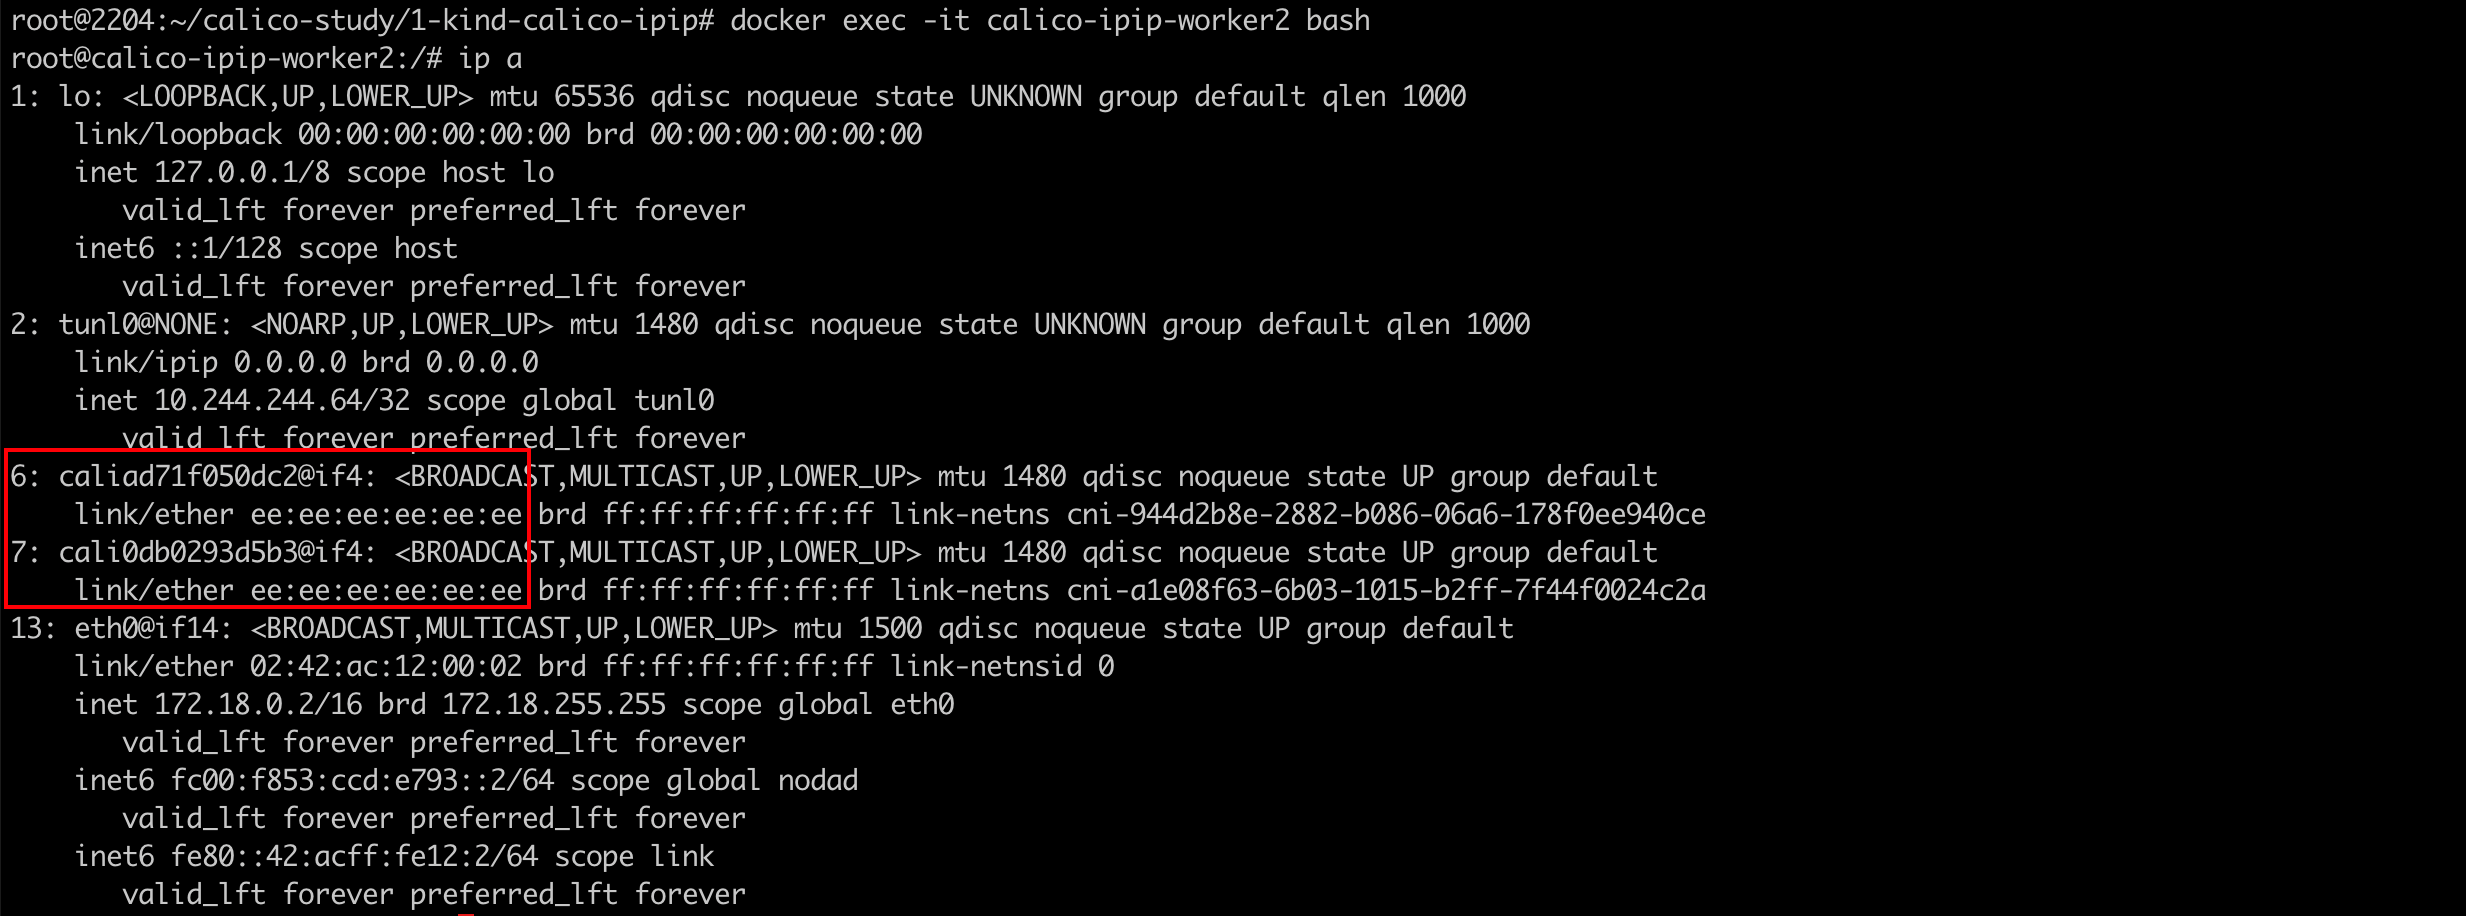 root@2204:~/calico-study/1-kind-calico-ipip# docker exec -it calico-ipip-worker2 bash
root@calico-ipip-worker2:/# ip a
1: lo: <LOOPBACK,UP,LOWER_UP> mtu 65536 qdisc noqueue state UNKNOWN group default qlen 1000
    link/loopback 00:00:00:00:00:00 brd 00:00:00:00:00:00
    inet 127.0.0.1/8 scope host lo
       valid_lft forever preferred_lft forever
    inet6 ::1/128 scope host
       valid_lft forever preferred_lft forever
2: tunl0@NONE: <NOARP,UP,LOWER_UP> mtu 1480 qdisc noqueue state UNKNOWN group default qlen 1000
    link/ipip 0.0.0.0 brd 0.0.0.0
    inet 10.244.244.64/32 scope global tunl0
       valid_lft forever preferred_lft forever
6: caliad71f050dc2@if4: <BROADCAST,MULTICAST,UP,LOWER_UP> mtu 1480 qdisc noqueue state UP group default
    link/ether ee:ee:ee:ee:ee:ee brd ff:ff:ff:ff:ff:ff link-netns cni-944d2b8e-2882-b086-06a6-178f0ee940ce
7: cali0db0293d5b3@if4: <BROADCAST,MULTICAST,UP,LOWER_UP> mtu 1480 qdisc noqueue state UP group default
    link/ether ee:ee:ee:ee:ee:ee brd ff:ff:ff:ff:ff:ff link-netns cni-a1e08f63-6b03-1015-b2ff-7f44f0024c2a
13: eth0@if14: <BROADCAST,MULTICAST,UP,LOWER_UP> mtu 1500 qdisc noqueue state UP group default
    link/ether 02:42:ac:12:00:02 brd ff:ff:ff:ff:ff:ff link-netnsid 0
    inet 172.18.0.2/16 brd 172.18.255.255 scope global eth0
       valid_lft forever preferred_lft forever
    inet6 fc00:f853:ccd:e793::2/64 scope global nodad
       valid_lft forever preferred_lft forever
    inet6 fe80::42:acff:fe12:2/64 scope link
       valid_lft forever preferred_lft forever